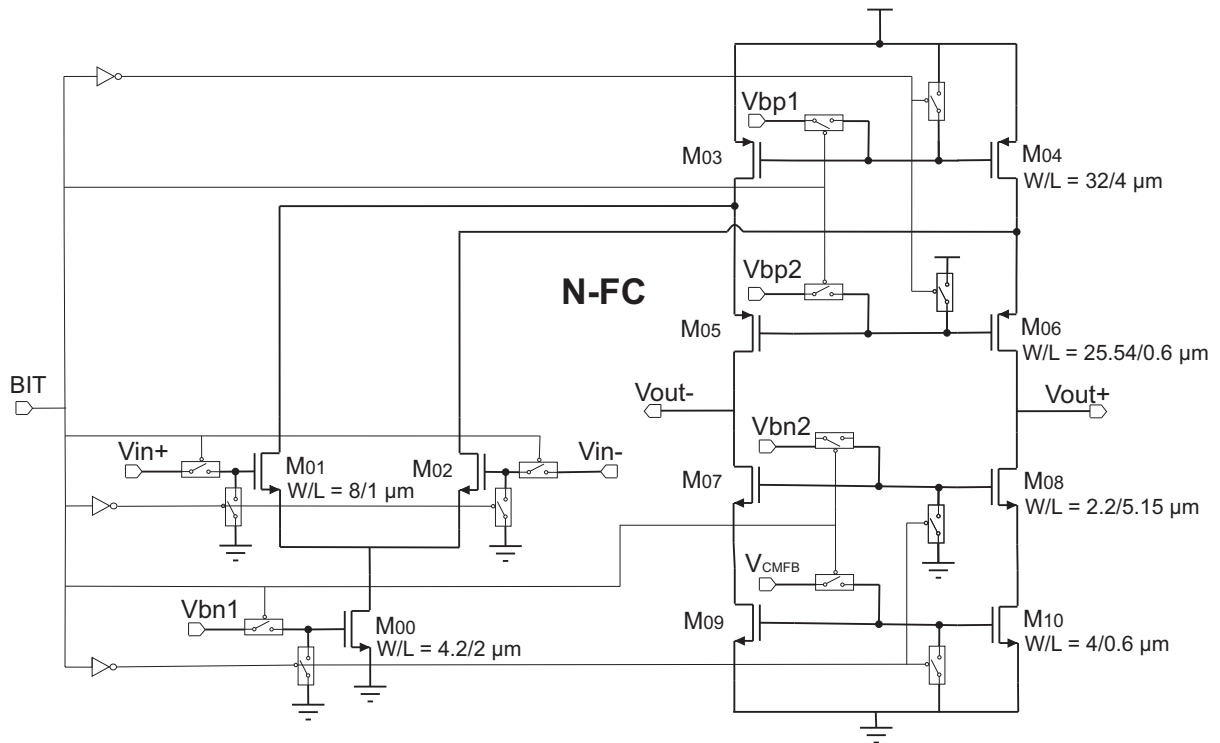 Vbp1
M03
M04
W/L = 32/4 µm
Vbp2
N-FC
M05
M06
W/L = 25.54/0.6 µm
BIT
Vout-
Vout+
Vin+
M01
W/L = 8/1 µm
M02
Vin-
Vbn2
M07
M08
W/L = 2.2/5.15 µm
Vbn1
M00
W/L = 4.2/2 µm
VCMFB
M09
M10
W/L = 4/0.6 µm